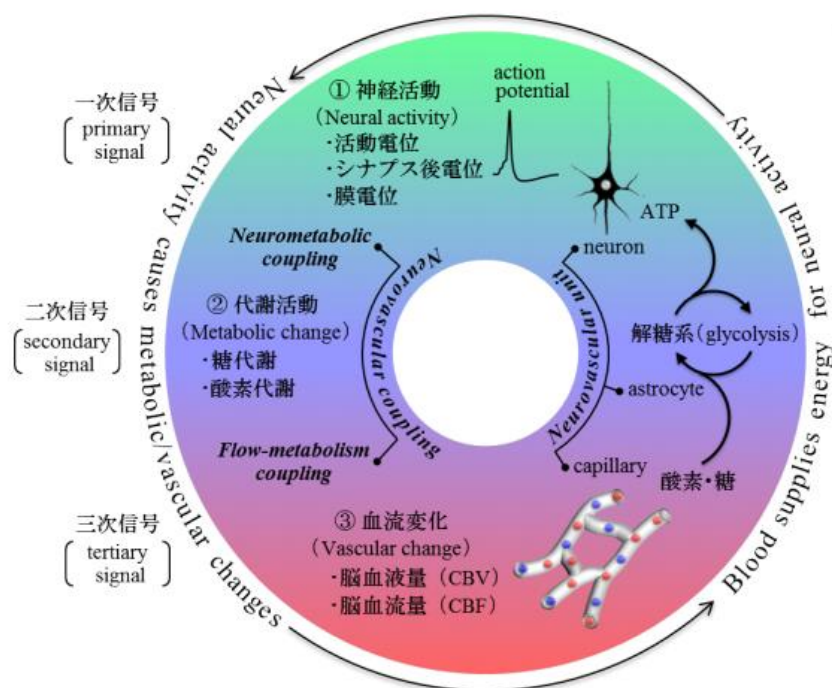 一次信号
primary
signal
二次信号
secondary
signal
三次信号
tertiary
signal
Neural activity causes metabolic/vascular changes
① 神経活動
(Neural activity)
・活動電位
・シナプス後電位
・膜電位
action
potential
Neurometabolic
coupling
Neurovascular coupling
② 代謝活動
(Metabolic change)
・糖代謝
・酸素代謝
Flow-metabolism
coupling
neuron
Neurovascular unit
astrocyte
capillary
ATP
解糖系(glycolysis)
酸素・糖
③ 血流変化
(Vascular change)
・脳血液量(CBV)
・脳血流量(CBF)
Blood supplies energy for neural activity